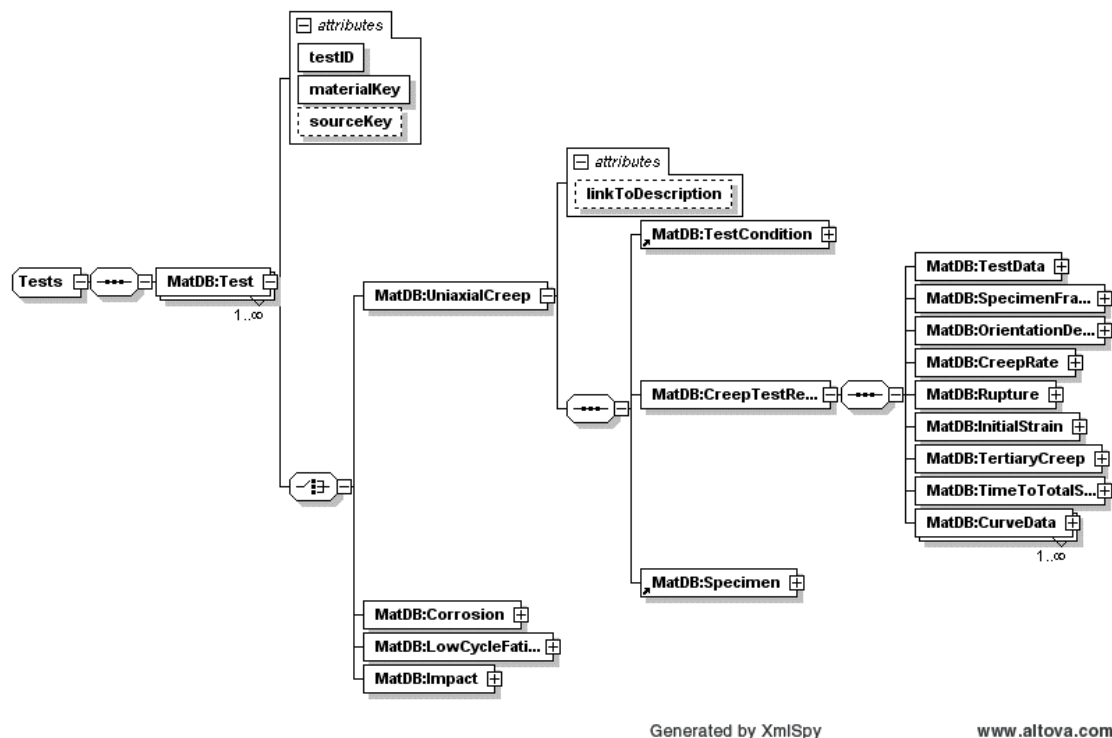 attributes
testID
materialKey
sourceKey
attributes
linkToDescription
MatDB:TestCondition
Tests
MatDB:Test
1..∞
MatDB:UniaxialCreep
MatDB:CreepTestRe...
MatDB:TestData
MatDB:SpecimenFra...
MatDB:OrientationDe...
MatDB:CreepRate
MatDB:Rupture
MatDB:InitialStrain
MatDB:TertiaryCreep
MatDB:TimeToTotalS...
MatDB:CurveData
1..∞
MatDB:Specimen
MatDB:Corrosion
MatDB:LowCycleFati...
MatDB:Impact
Generated by XmlSpy www.altova.com